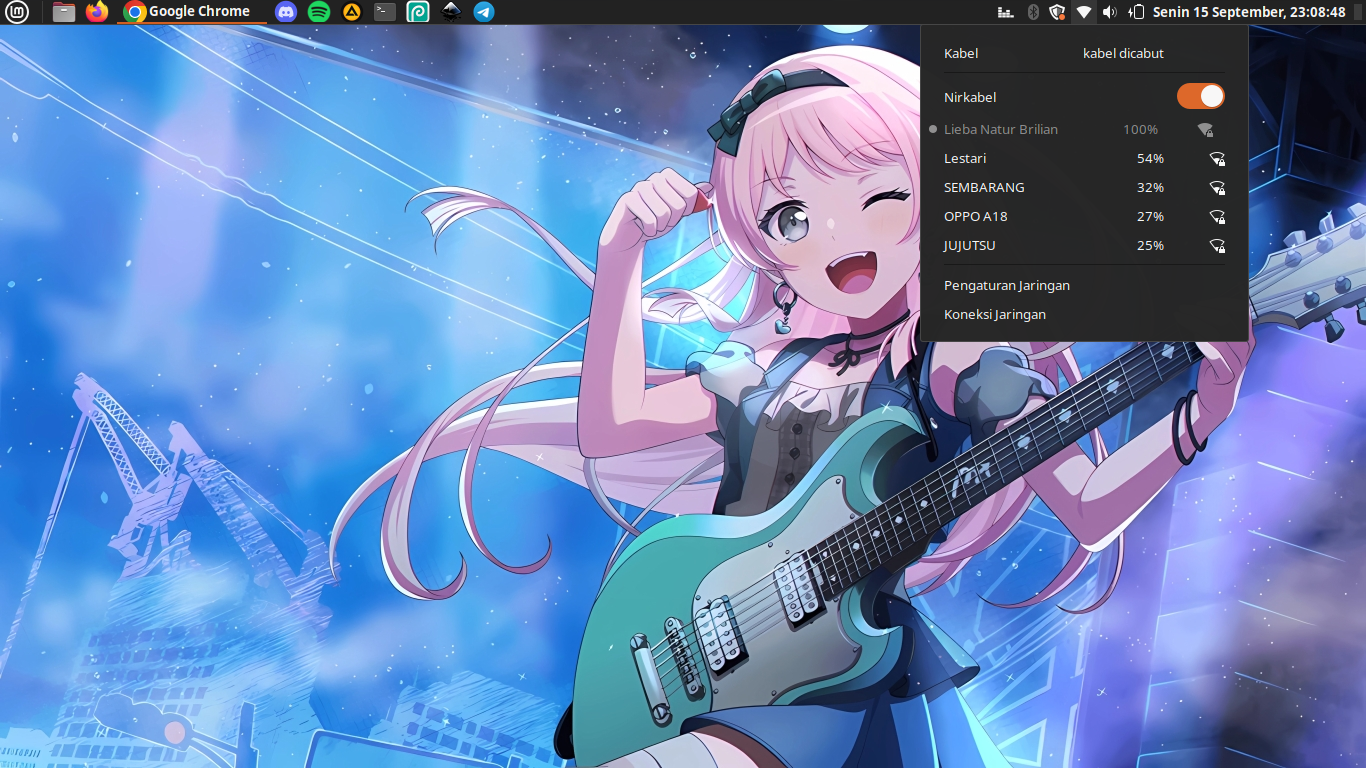 Google Chrome
Senin 15 September, 23:08:48
Kabel kabel dicabut
Nirkabel
Lieba Natur Brilian 100%
Lestari 54%
SEMBARANG 32%
OPPO A18 27%
JUJUTSU 25%
Pengaturan Jaringan
Koneksi Jaringan